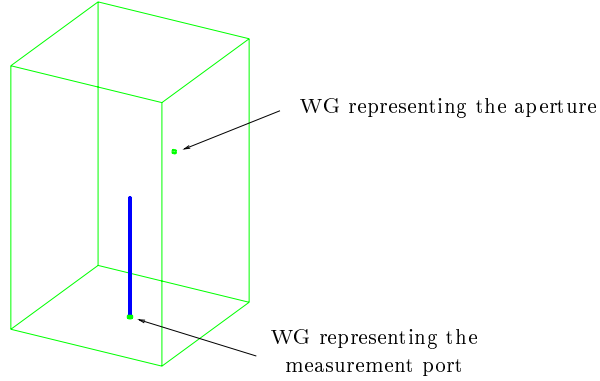 WG representing the aperture
WG representing the
measurement port